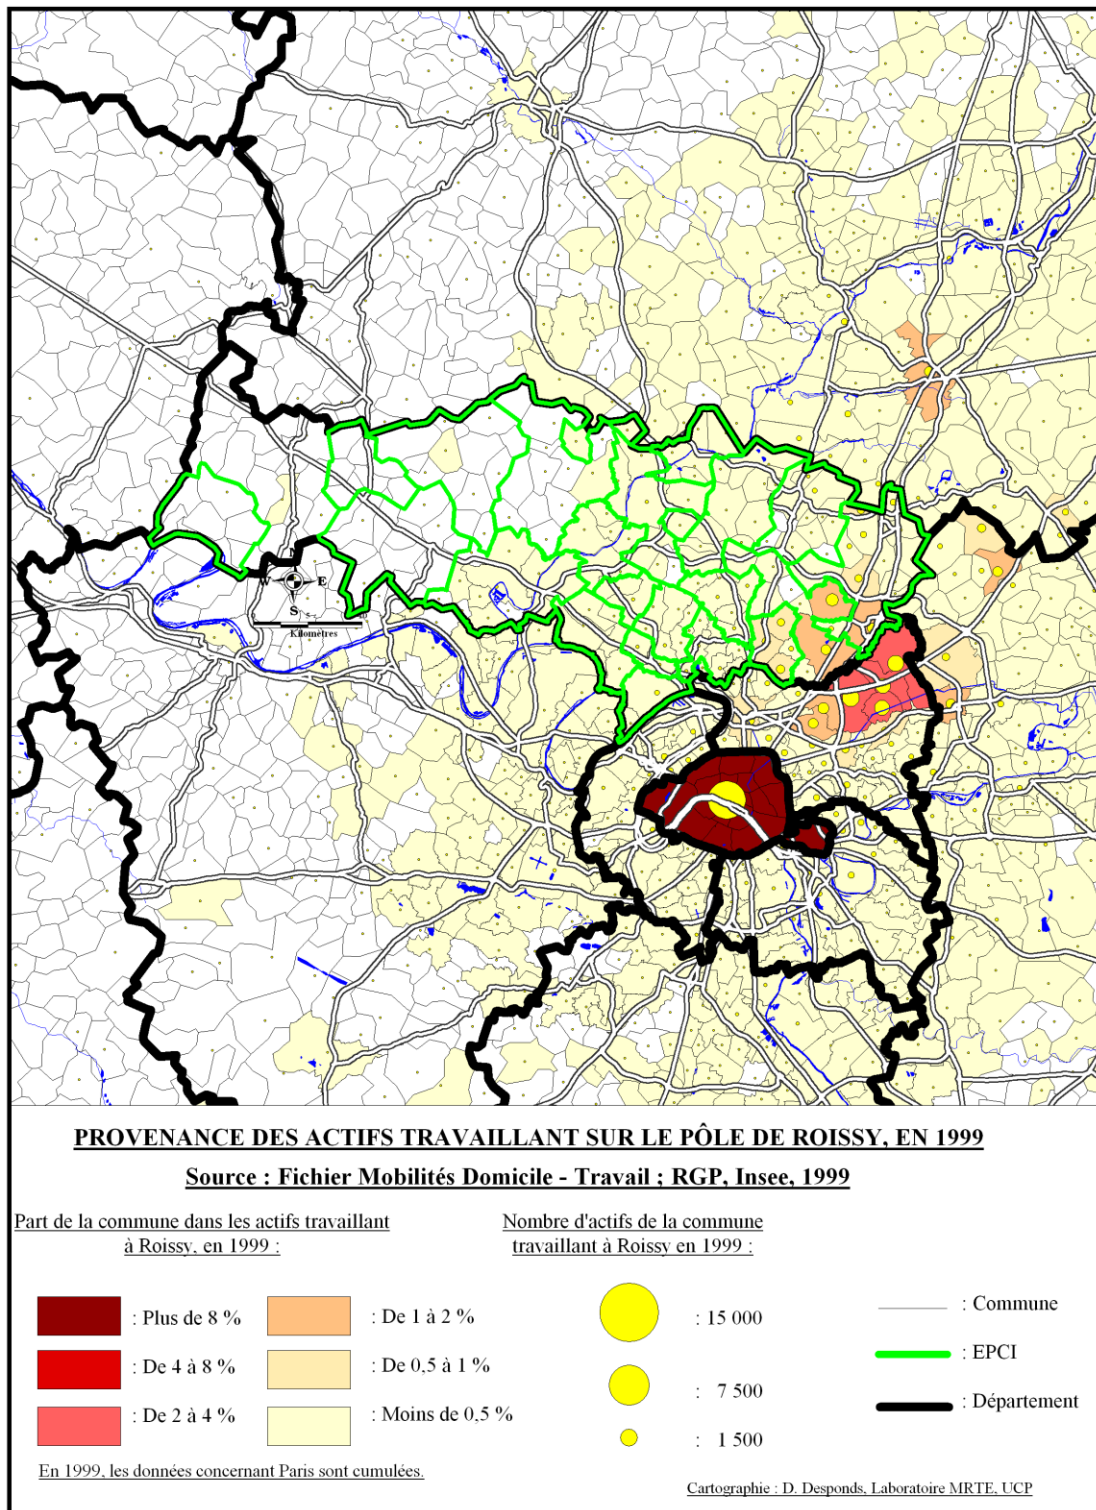 N
W
E
S
Kilomètres
PROVENANCE DES ACTIFS TRAVAILLANT SUR LE PÔLE DE ROISSY, EN 1999
Source : Fichier Mobilités Domicile - Travail ; RGP, Insee, 1999
Part de la commune dans les actifs travaillant
à Roissy, en 1999 :
: Plus de 8 %
: De 4 à 8 %
: De 2 à 4 %
: De 1 à 2 %
: De 0,5 à 1 %
: Moins de 0,5 %
En 1999, les données concernant Paris sont cumulées.
Nombre d'actifs de la commune
travaillant à Roissy en 1999 :
: 15 000
: 7 500
: 1 500
: Commune
: EPCI
: Département
Cartographie : D. Desponds, Laboratoire MRTE, UCP